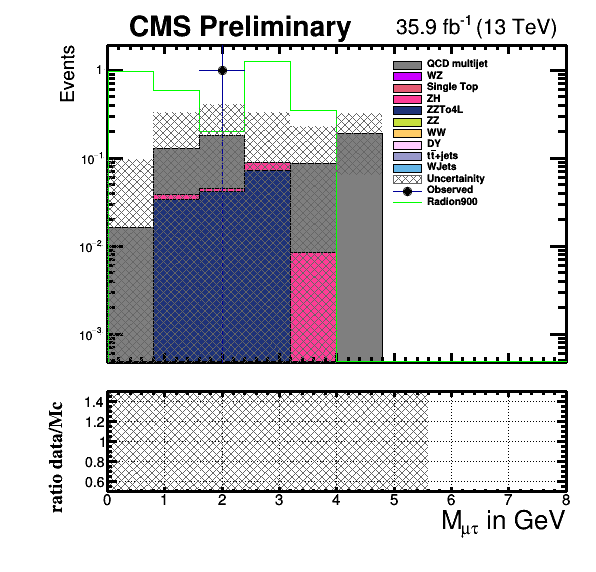 CMS Preliminary
35.9 fb⁻¹ (13 TeV)
Events
1
10⁻¹
10⁻²
10⁻³
QCD multijet
WZ
Single Top
ZH
ZZTo4L
ZZ
WW
DY
tt̄+jets
WJets
Uncertainity
Observed
Radion900
ratio data/Mc
1.4
1.2
1
0.8
0.6
0 1 2 3 4 5 6 7 8
M_μτ in GeV